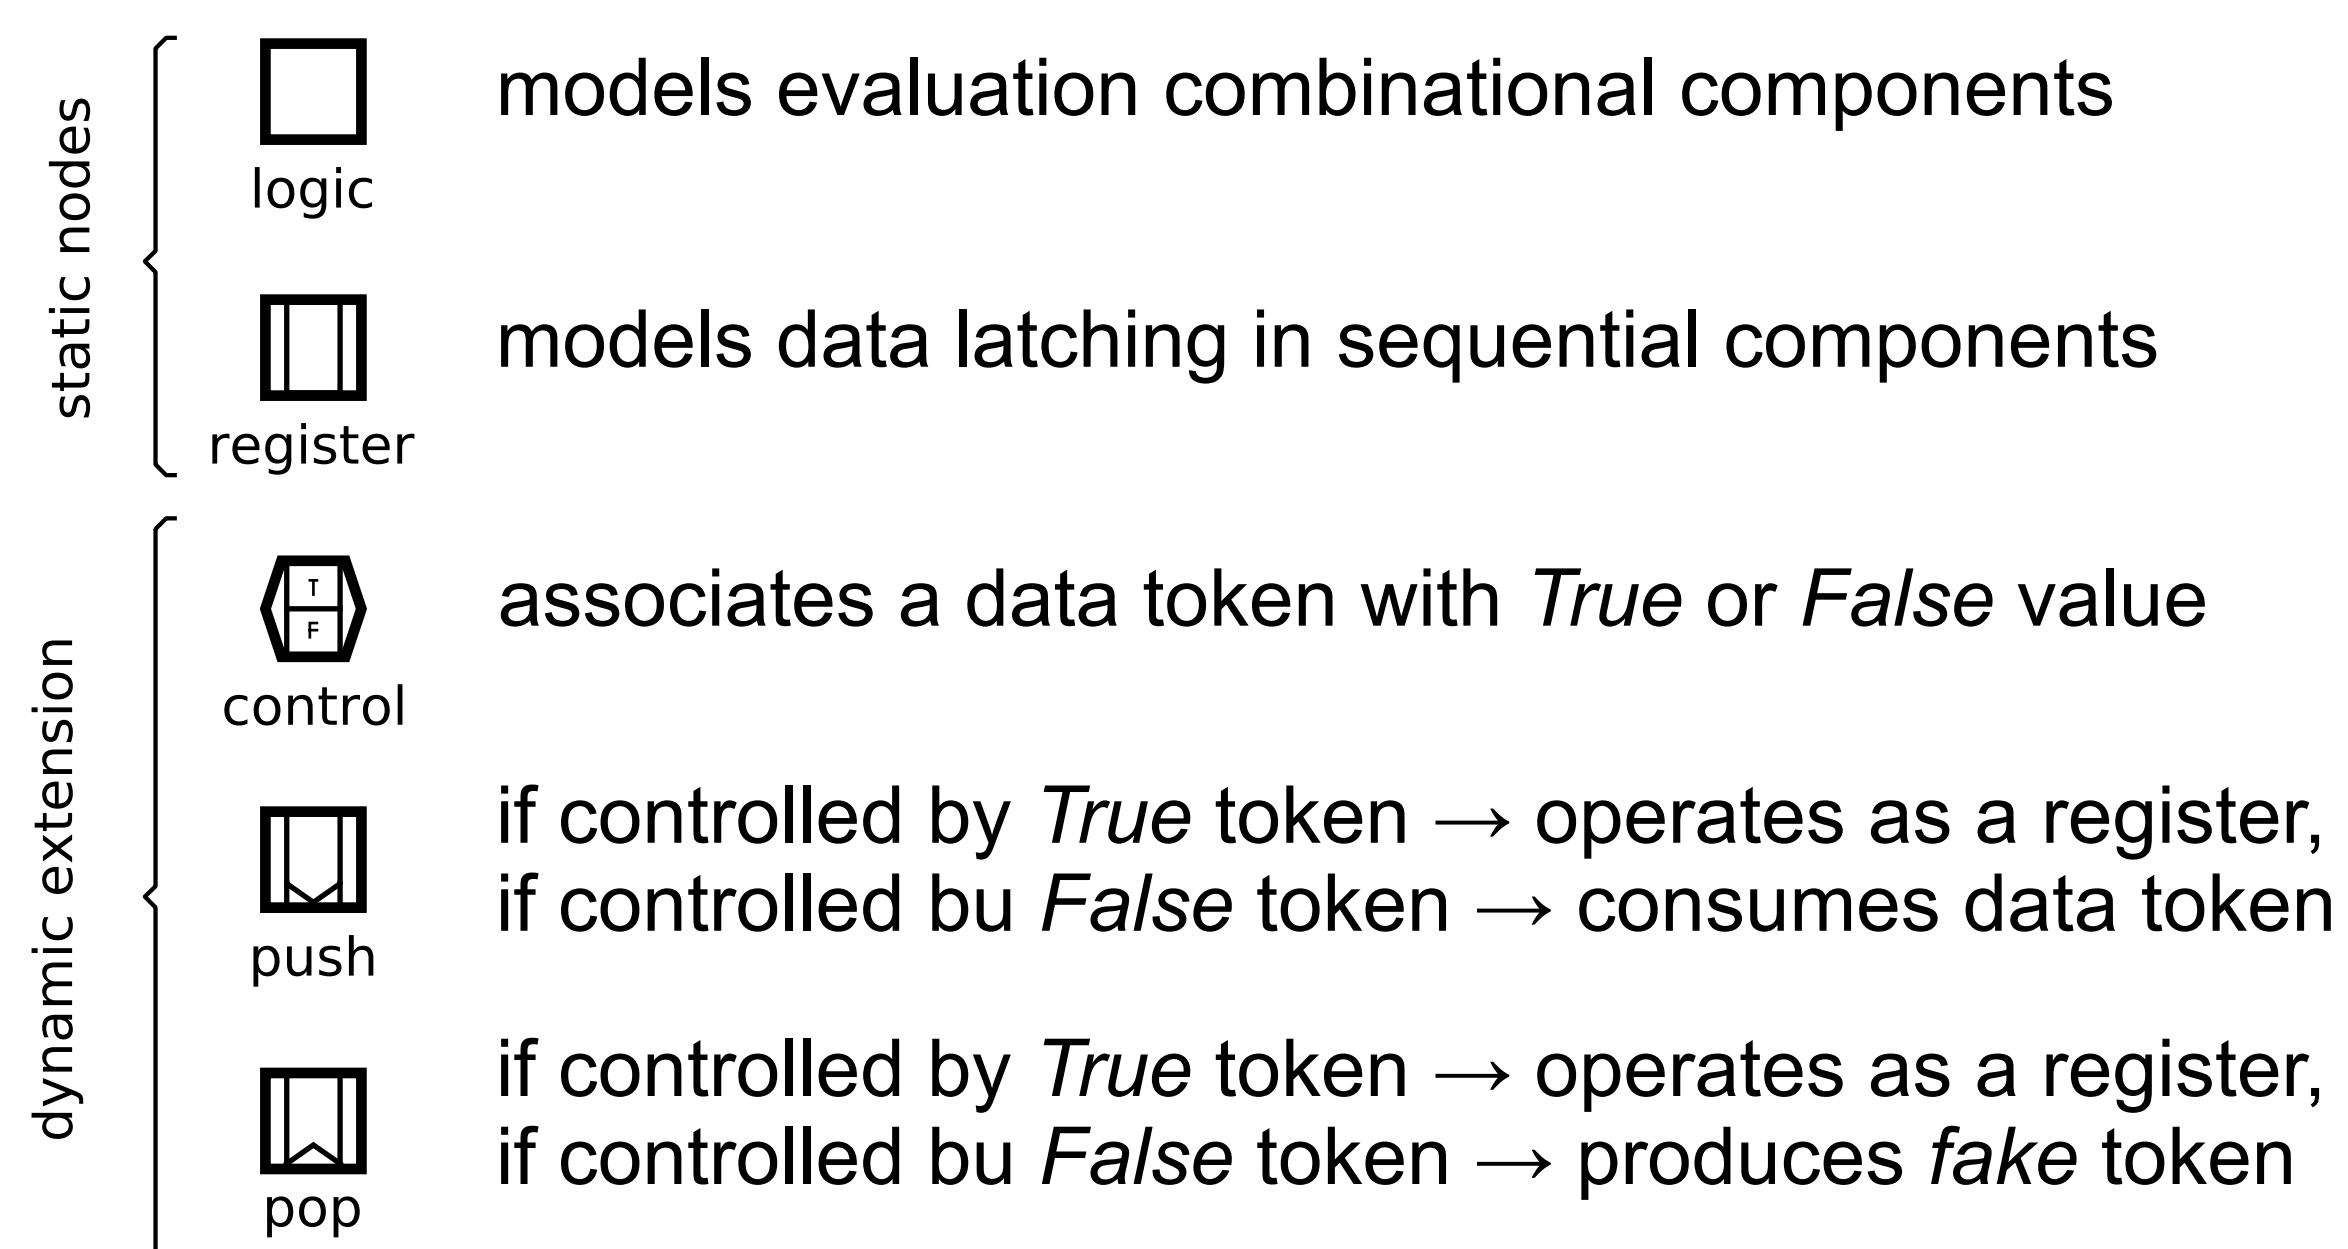 static nodes
logic
models evaluation combinational components
register
models data latching in sequential components
dynamic extension
T
F
control
associates a data token with True or False value
push
if controlled by True token → operates as a register,
if controlled bu False token → consumes data token
pop
if controlled by True token → operates as a register,
if controlled bu False token → produces fake token